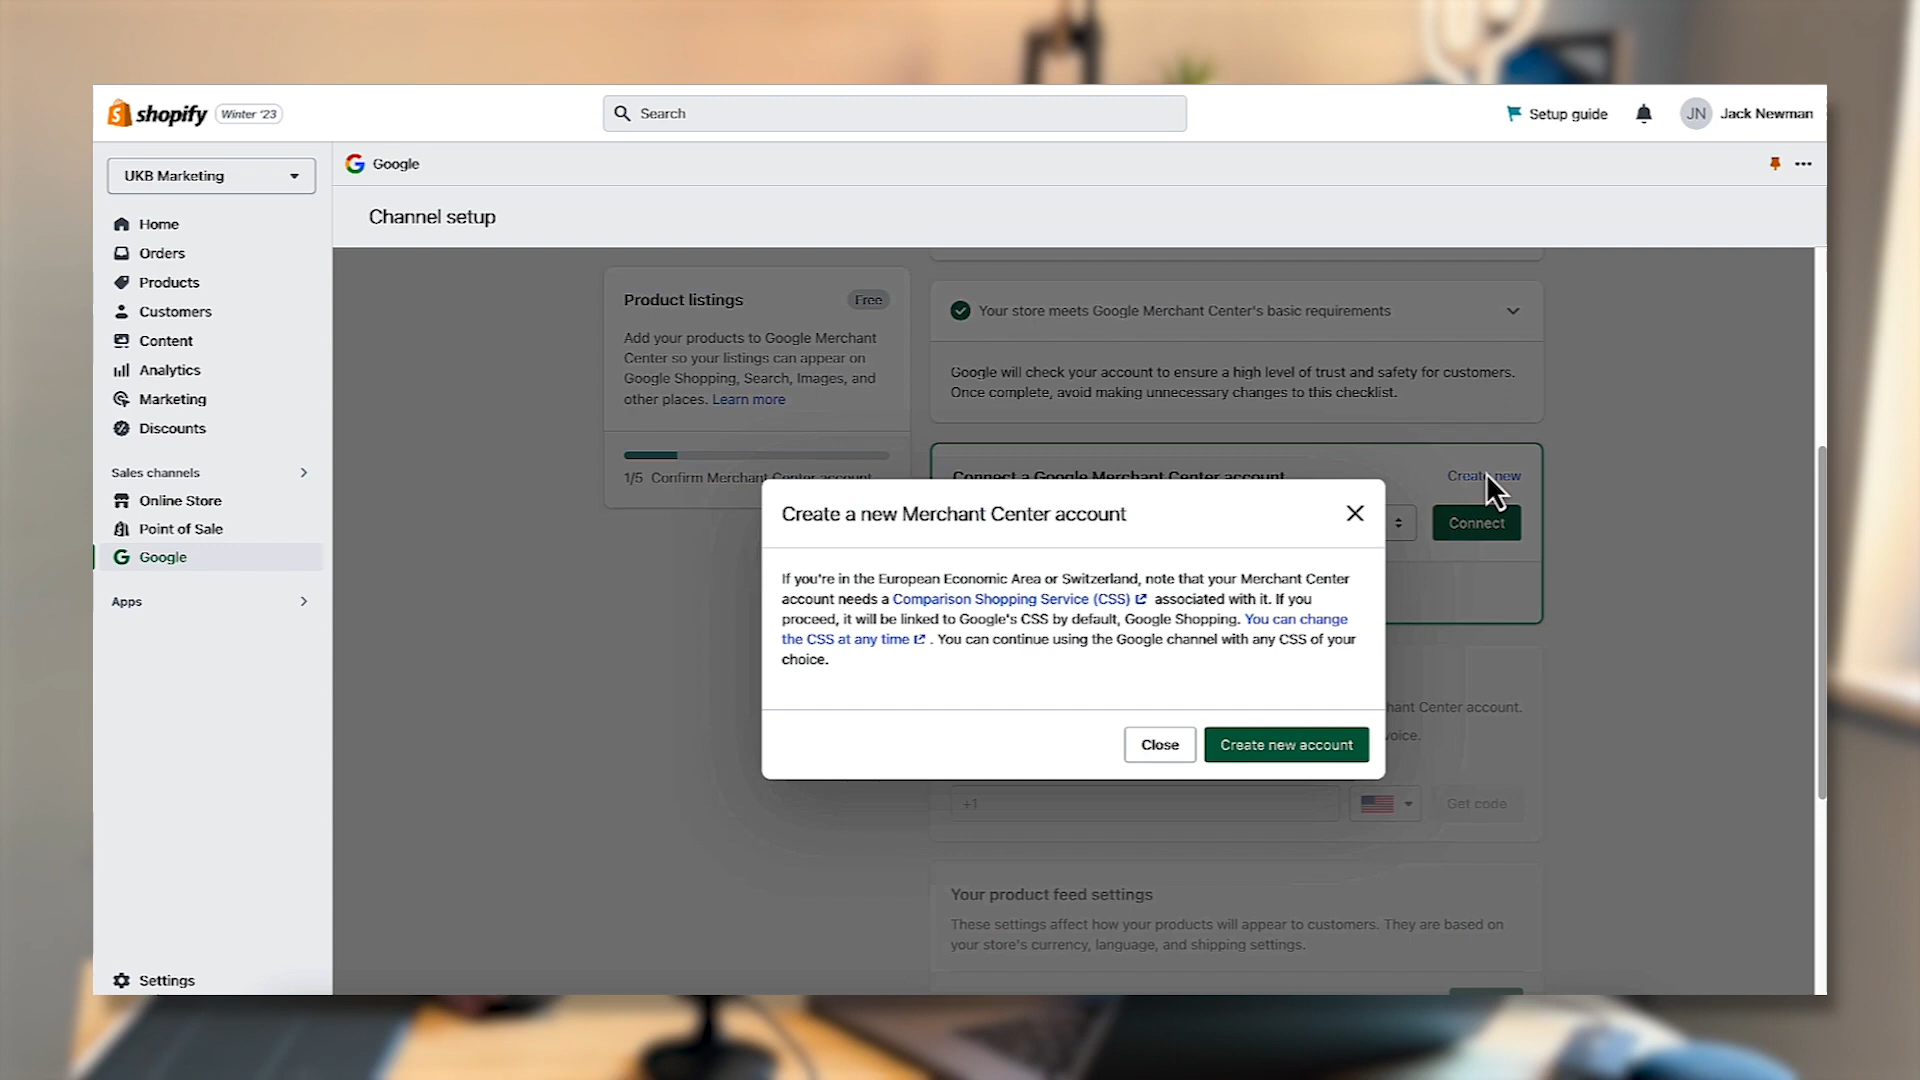 shopify
Winter '23
Search
Setup guide
JN
Jack Newman
UKB Marketing
Google
Channel setup
Home
Orders
Products
Customers
Content
Analytics
Marketing
Discounts
Sales channels
Online Store
Point of Sale
Google
Apps
Settings
Product listings
Free
Add your products to Google Merchant
Center so your listings can appear on
Google Shopping, Search, Images, and
other places. Learn more
1/5 Confirm Merchant Center account
Your store meets Google Merchant Center's basic requirements
Google will check your account to ensure a high level of trust and safety for customers.
Once complete, avoid making unnecessary changes to this checklist.
Connect a Google Merchant Center account
Create new
Connect
Create a new Merchant Center account
If you're in the European Economic Area or Switzerland, note that your Merchant Center
account needs a Comparison Shopping Service (CSS) associated with it. If you
proceed, it will be linked to Google's CSS by default, Google Shopping. You can change
the CSS at any time . You can continue using the Google channel with any CSS of your
choice.
Close
Create new account
Center account.
+1
Get code
Your product feed settings
These settings affect how your products will appear to customers. They are based on
your store's currency, language, and shipping settings.